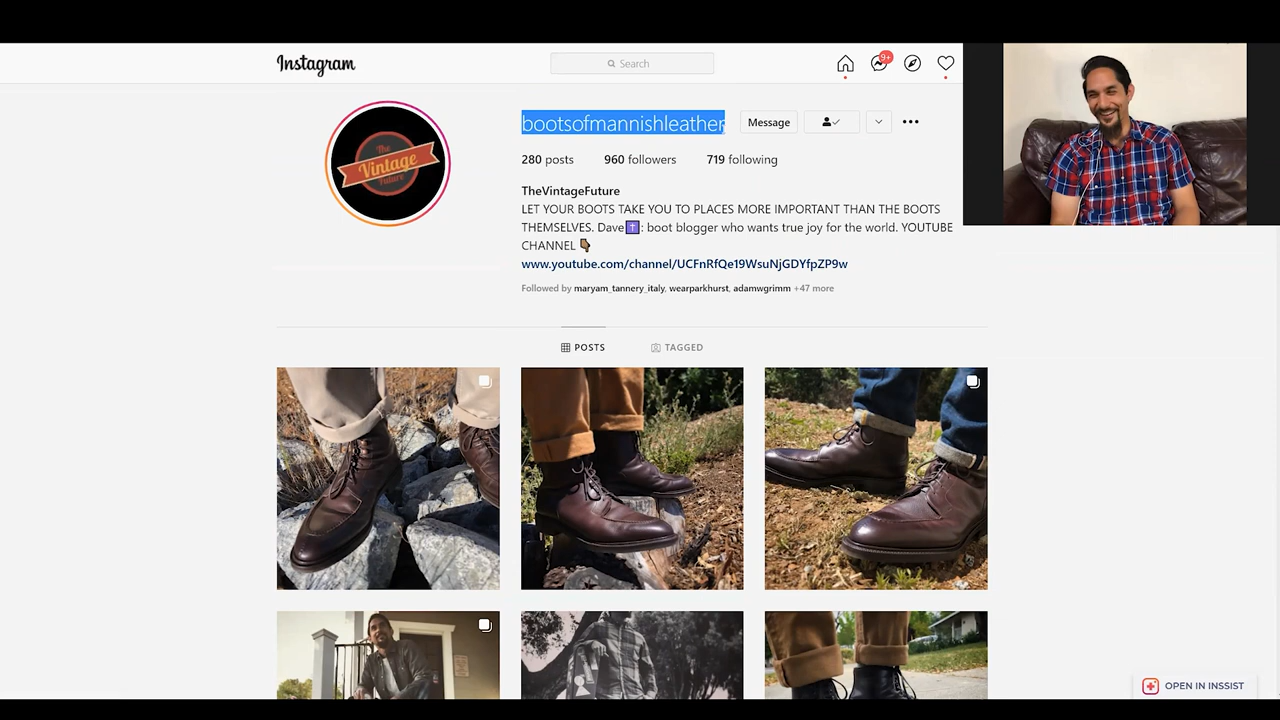 Instagram
Search
9+
bootsofmannishleather
Message
280 posts 960 followers 719 following
The
Vintage
Future
TheVintageFuture
LET YOUR BOOTS TAKE YOU TO PLACES MORE IMPORTANT THAN THE BOOTS
THEMSELVES. Dave✝️: boot blogger who wants true joy for the world. YOUTUBE
CHANNEL 👇🏾
www.youtube.com/channel/UCFnRfQe19WsuNjGDYfpZP9w
Followed by maryam_tannery_italy, wearparkhurst, adamwgrimm +47 more
POSTS TAGGED
OPEN IN INSSIST